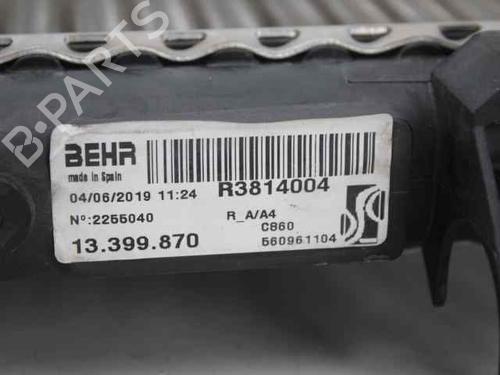 B-PARTS
BEHR
made in Spain
04/06/2019 11:24 R3814004
Nº:2255040 R_A/A4
C860
13.399.870 560961104